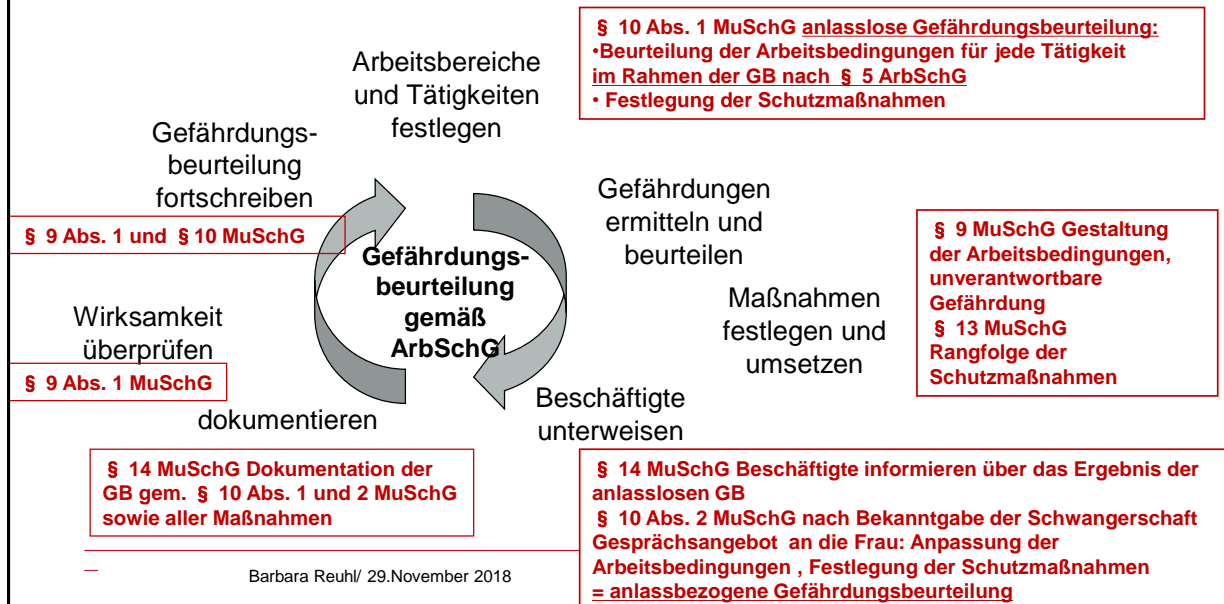 § 10 Abs. 1 MuSchG anlasslose Gefährdungsbeurteilung:
•Beurteilung der Arbeitsbedingungen für jede Tätigkeit
im Rahmen der GB nach § 5 ArbSchG
• Festlegung der Schutzmaßnahmen
Arbeitsbereiche
und Tätigkeiten
festlegen
Gefährdungs-
beurteilung
fortschreiben
§ 9 Abs. 1 und § 10 MuSchG
Gefährdungen
ermitteln und
beurteilen
§ 9 MuSchG Gestaltung
der Arbeitsbedingungen,
unverantwortbare
Gefährdung
§ 13 MuSchG
Rangfolge der
Schutzmaßnahmen
Gefährdungs-
beurteilung
gemäß
ArbSchG
Maßnahmen
festlegen und
umsetzen
Wirksamkeit
überprüfen
§ 9 Abs. 1 MuSchG
Beschäftigte
unterweisen
dokumentieren
§ 14 MuSchG Dokumentation der
GB gem. § 10 Abs. 1 und 2 MuSchG
sowie aller Maßnahmen
§ 14 MuSchG Beschäftigte informieren über das Ergebnis der
anlasslosen GB
§ 10 Abs. 2 MuSchG nach Bekanntgabe der Schwangerschaft
Gesprächsangebot an die Frau: Anpassung der
Arbeitsbedingungen , Festlegung der Schutzmaßnahmen
= anlassbezogene Gefährdungsbeurteilung
Barbara Reuhl/ 29.November 2018